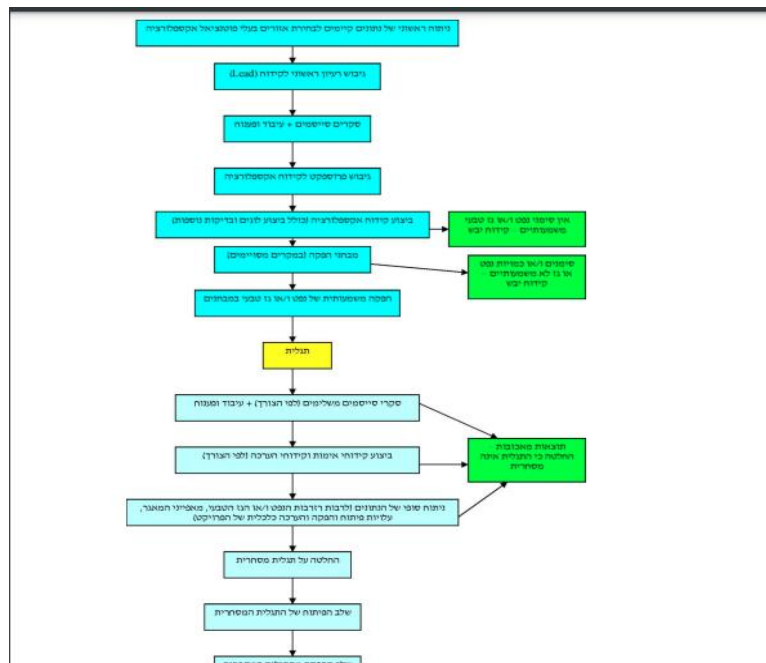 ניתוח ראשוני של נתונים קיימים לבחירת אזורים בעלי פוטנציאל אקספלורציה
גיבוש רעיון ראשוני לקידוח (Lead)
סקרים סייסמים + עיבוד ופענוח
גיבוש פרוספקט לקידוח אקספלורציה
ביצוע קידוח אקספלורציה (כולל ביצוע לוגים ובדיקות נוספות)
אין סימני נפט ו/או גז טבעי
משמעותיים - קידוח יבש
מבחני הפקה (במקרים מסויימים)
סימנים ו/או כמויות נפט
או גז לא משמעותיים -
קידוח יבש
הפקה משמעותית של נפט ו/או גז טבעי במבחנים
תגלית
סקרי סייסמים משלימים (לפי הצורך) + עיבוד ופענוח
תוצאות מאכזבות -
החלטה כי התגלית אינה
מסחרית
ביצוע קידוחי אימות וקידוחי הערכה (לפי הצורך)
ניתוח סופי של הנתונים (לרבות רזרבות הנפט ו/או הגז הטבעי, מאפייני המאגר,
עלויות פיתוח והפקה והערכה כלכלית של הפרויקט)
החלטה על תגלית מסחרית
שלב הפיתוח של התגלית המסחרית